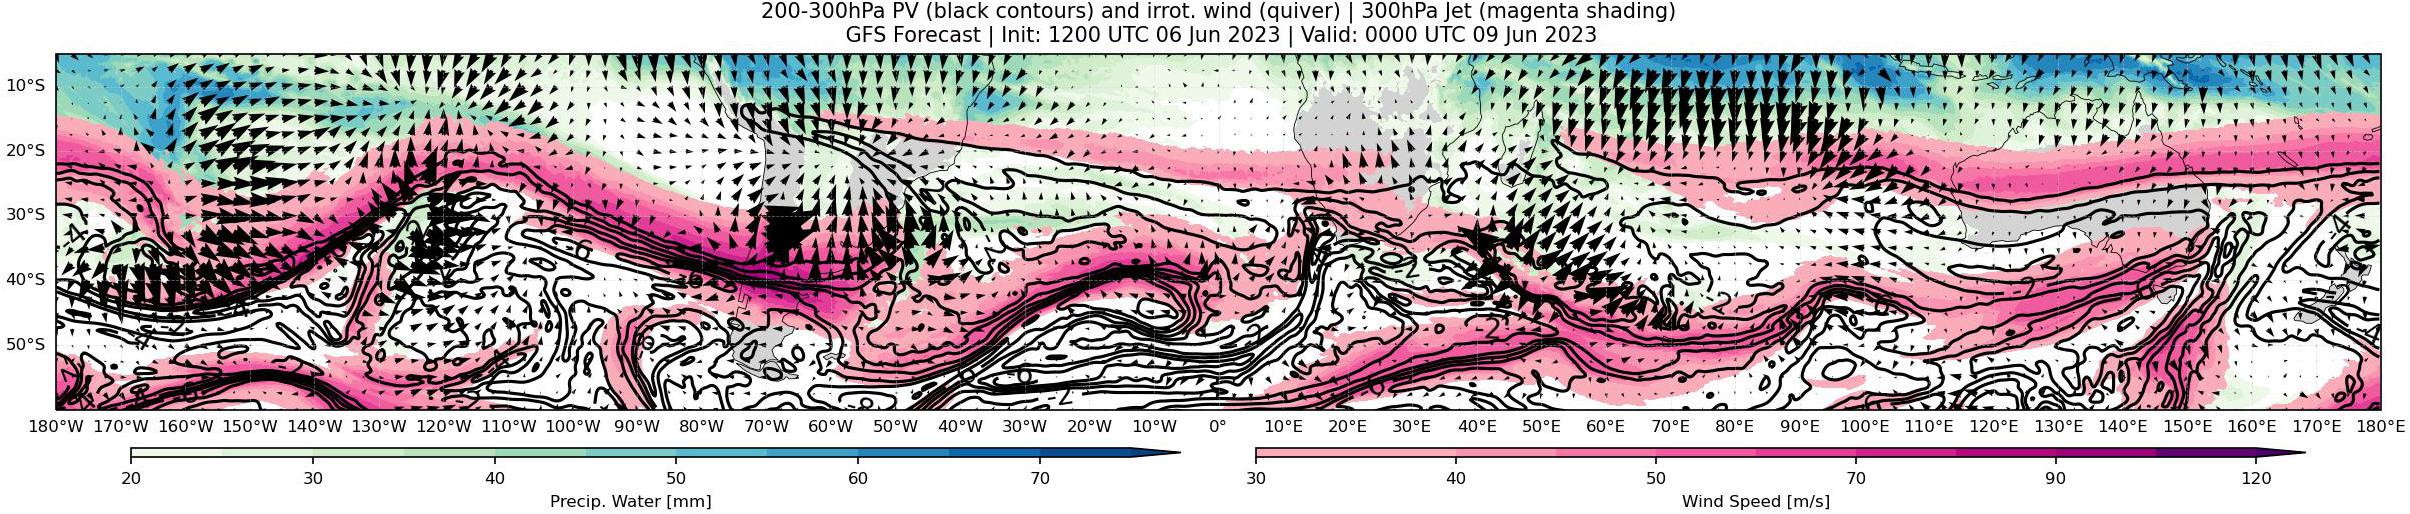 200-300hPa PV (black contours) and irrot. wind (quiver) | 300hPa Jet (magenta shading)
GFS Forecast | Init: 1200 UTC 06 Jun 2023 | Valid: 0000 UTC 09 Jun 2023
10°S
20°S
30°S
40°S
50°S
180°W 170°W 160°W 150°W 140°W 130°W 120°W 110°W 100°W 90°W 80°W 70°W 60°W 50°W 40°W 30°W 20°W 10°W 0° 10°E 20°E 30°E 40°E 50°E 60°E 70°E 80°E 90°E 100°E 110°E 120°E 130°E 140°E 150°E 160°E 170°E 180°E
20 30 40 50 60 70
Precip. Water [mm]
30 40 50 70 90 120
Wind Speed [m/s]